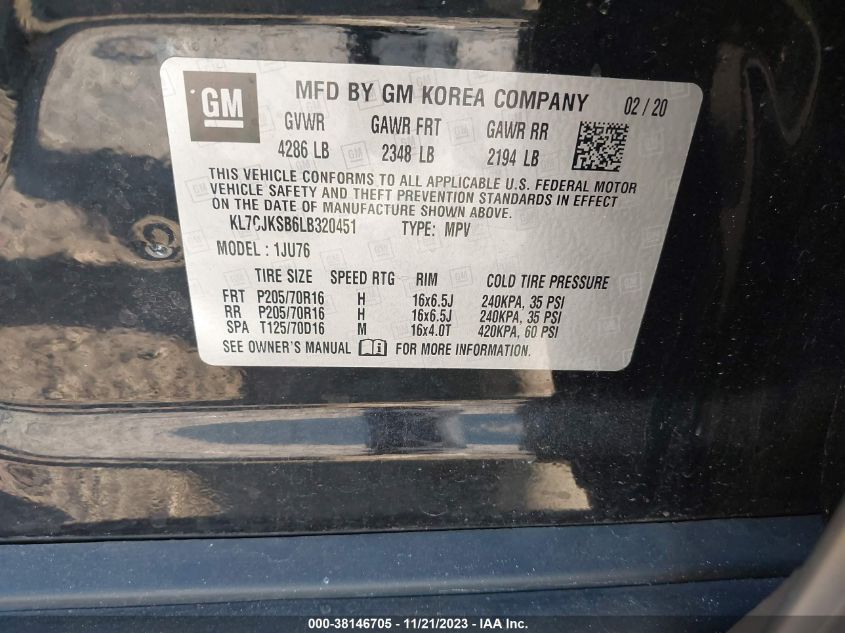 GM
MFD BY GM KOREA COMPANY 02/20
GVWR GAWR FRT GAWR RR
4286 LB 2348 LB 2194 LB
THIS VEHICLE CONFORMS TO ALL APPLICABLE U.S. FEDERAL MOTOR
VEHICLE SAFETY AND THEFT PREVENTION STANDARDS IN EFFECT
ON THE DATE OF MANUFACTURE SHOWN ABOVE.
KL7CJKSB6LB320451 TYPE: MPV
MODEL : 1JU76
TIRE SIZE SPEED RTG RIM COLD TIRE PRESSURE
FRT P205/70R16 H 16x6.5J 240KPA, 35 PSI
RR P205/70R16 H 16x6.5J 240KPA, 35 PSI
SPA T125/70D16 M 16x4.0T 420KPA, 60 PSI
SEE OWNER'S MANUAL FOR MORE INFORMATION.
000-38146705 - 11/21/2023 - IAA Inc.